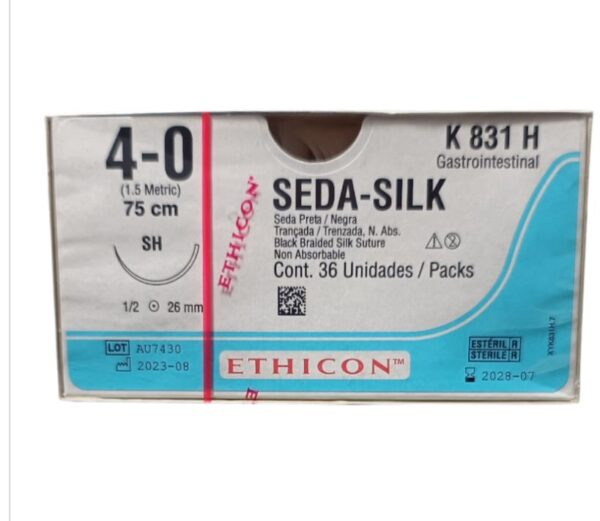 4-0
(1.5 Metric)
75 cm
SH
1/2 26 mm
LOT AU7430
2023-08
ETHICON
K 831 H
Gastrointestinal
SEDA-SILK
Seda Preta / Negra
Trançada / Trenzada, N. Abs.
Black Braided Silk Suture
Non Absorbable
Cont. 36 Unidades / Packs
ETHICON™
ESTÉRIL R
STERILE R
2028-07